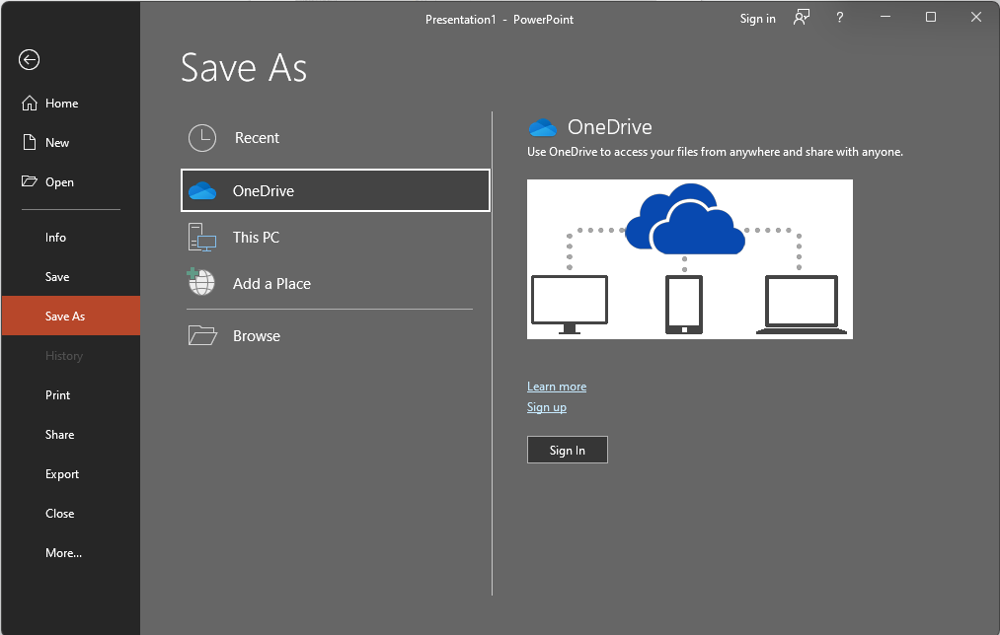 Presentation1 - PowerPoint
Sign in
?
Save As
Home
New
Open
Info
Save
Save As
History
Print
Share
Export
Close
More...
Recent
OneDrive
This PC
Add a Place
Browse
OneDrive
Use OneDrive to access your files from anywhere and share with anyone.
Learn more
Sign up
Sign In